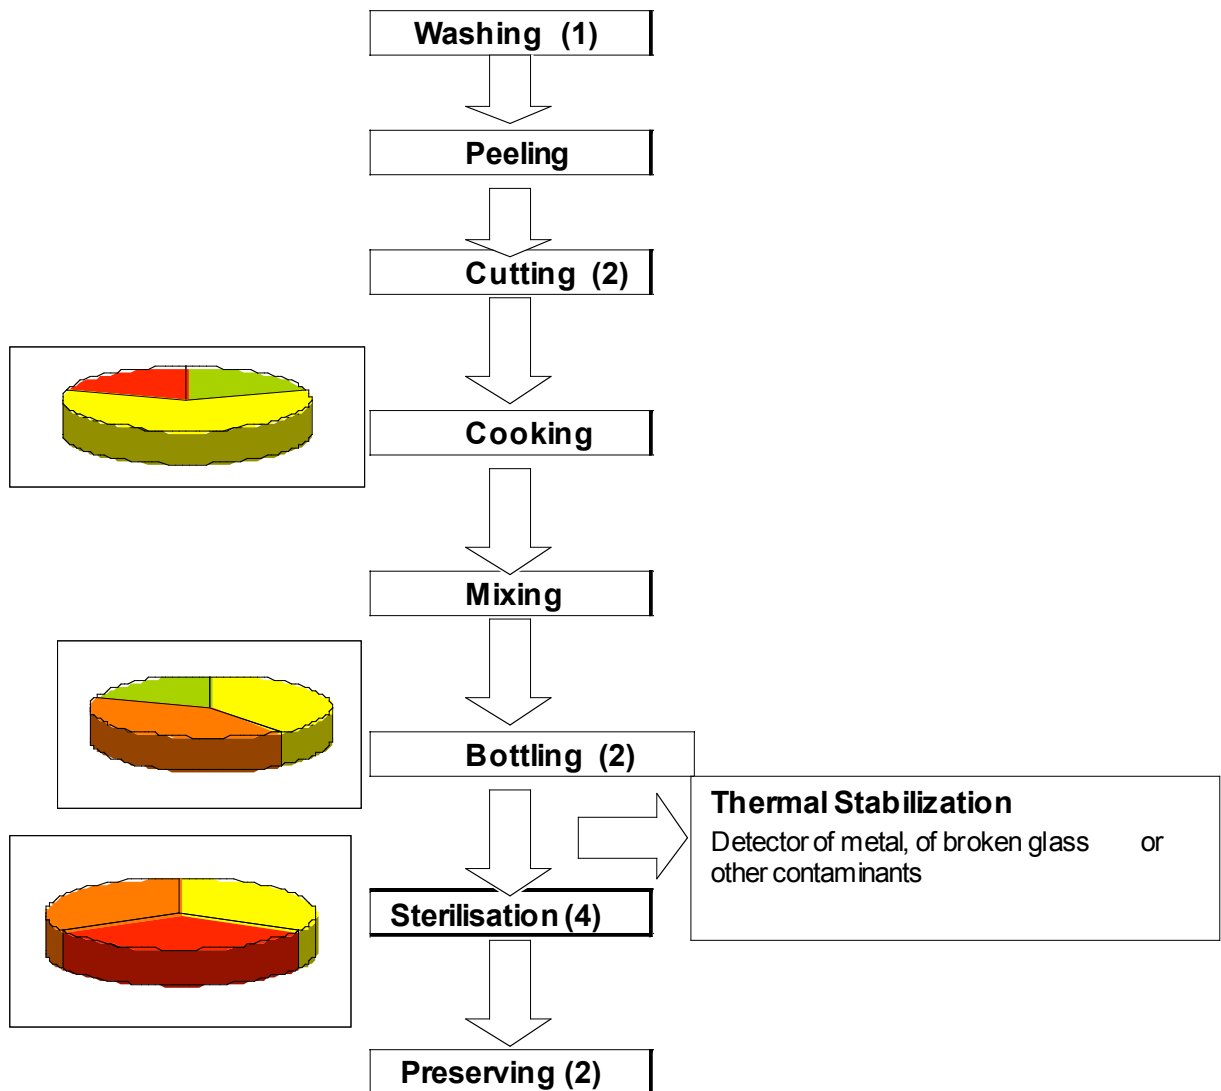 Washing (1)
Peeling
Cutting (2)
Cooking
Mixing
Bottling (2)
Thermal Stabilization
Detector of metal, of broken glass or
other contaminants
Sterilisation (4)
Preserving (2)